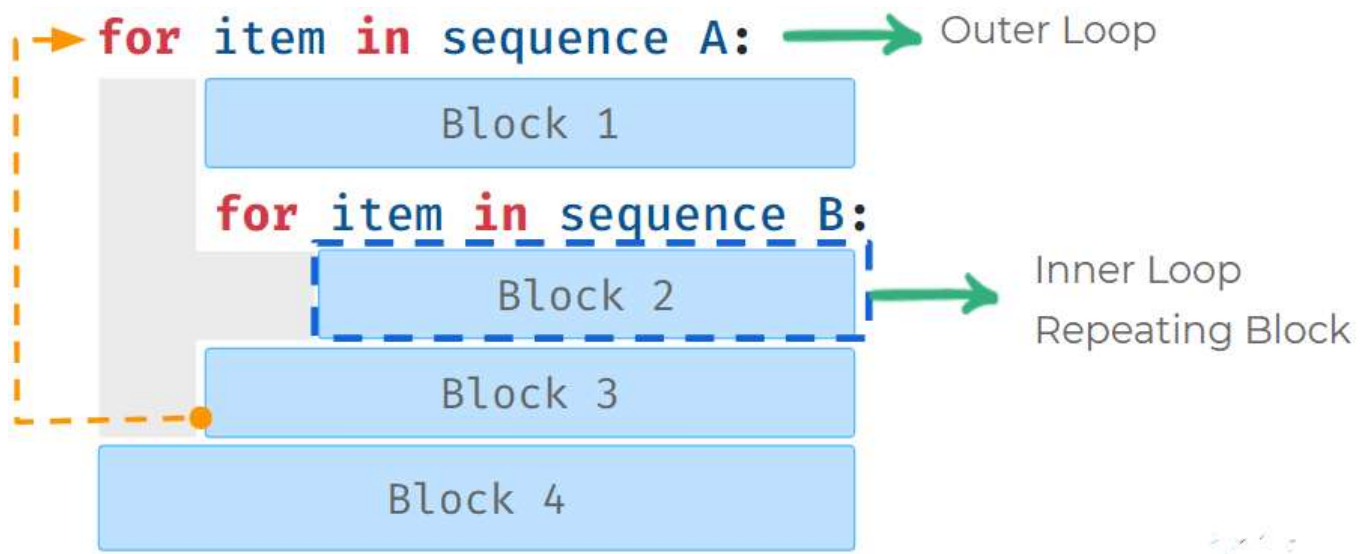 for item in sequence A:
Outer Loop
Block 1
for item in sequence B:
Block 2
Inner Loop
Repeating Block
Block 3
Block 4